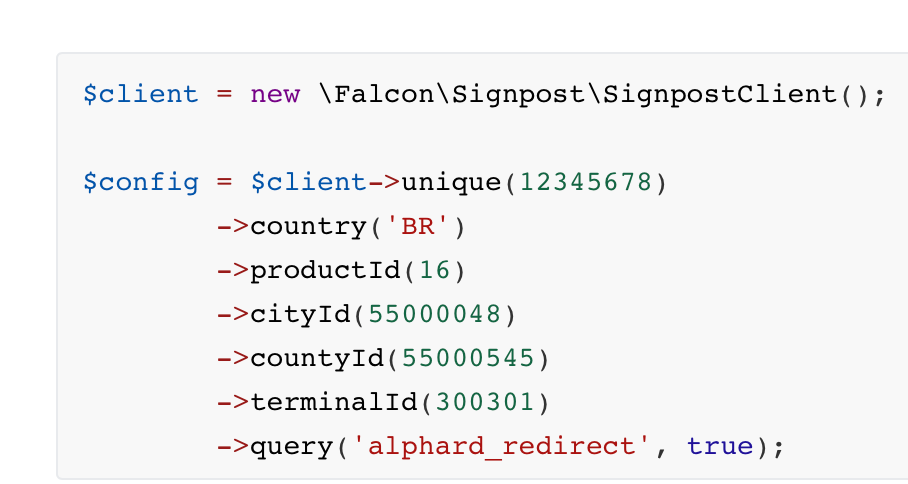 $client = new \Falcon\Signpost\SignpostClient();
$config = $client->unique(12345678)
->country('BR')
->productId(16)
->cityId(55000048)
->countyId(55000545)
->terminalId(300301)
->query('alphard_redirect', true);